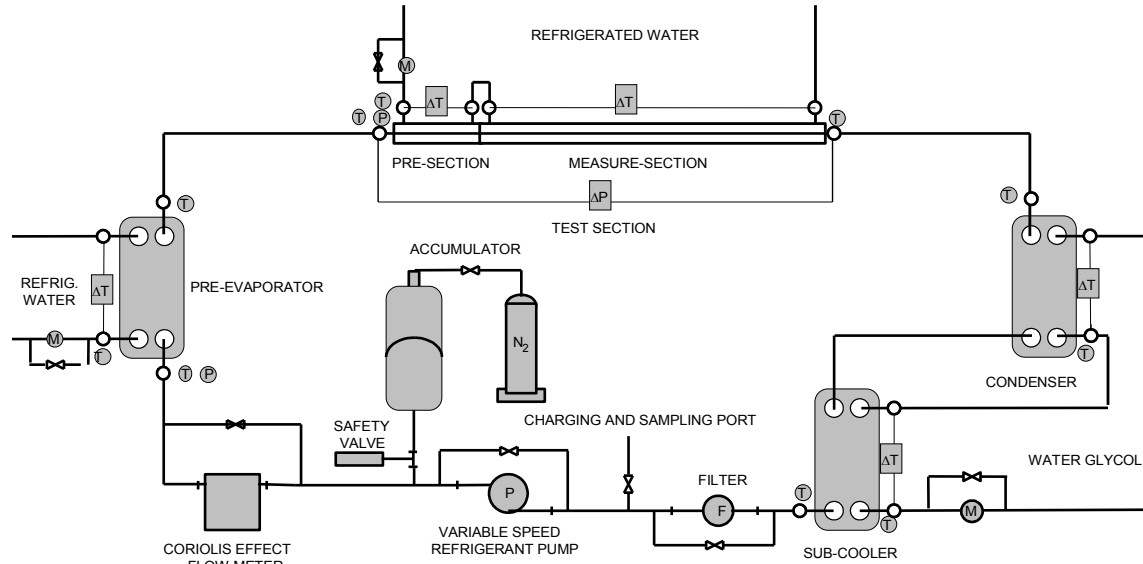 REFRIGERATED WATER
M
ΔT
ΔT
T
T
P
T
PRE-SECTION
MEASURE-SECTION
ΔP
TEST SECTION
T
T
ACCUMULATOR
REFRIG.
WATER
ΔT
PRE-EVAPORATOR
ΔT
N2
M
T
T
CONDENSER
T
P
CHARGING AND SAMPLING PORT
SAFETY
VALVE
ΔT
WATER GLYCOL
FILTER
P
T
F
M
T
VARIABLE SPEED
REFRIGERANT PUMP
SUB-COOLER
CORIOLIS EFFECT
FLOW METER